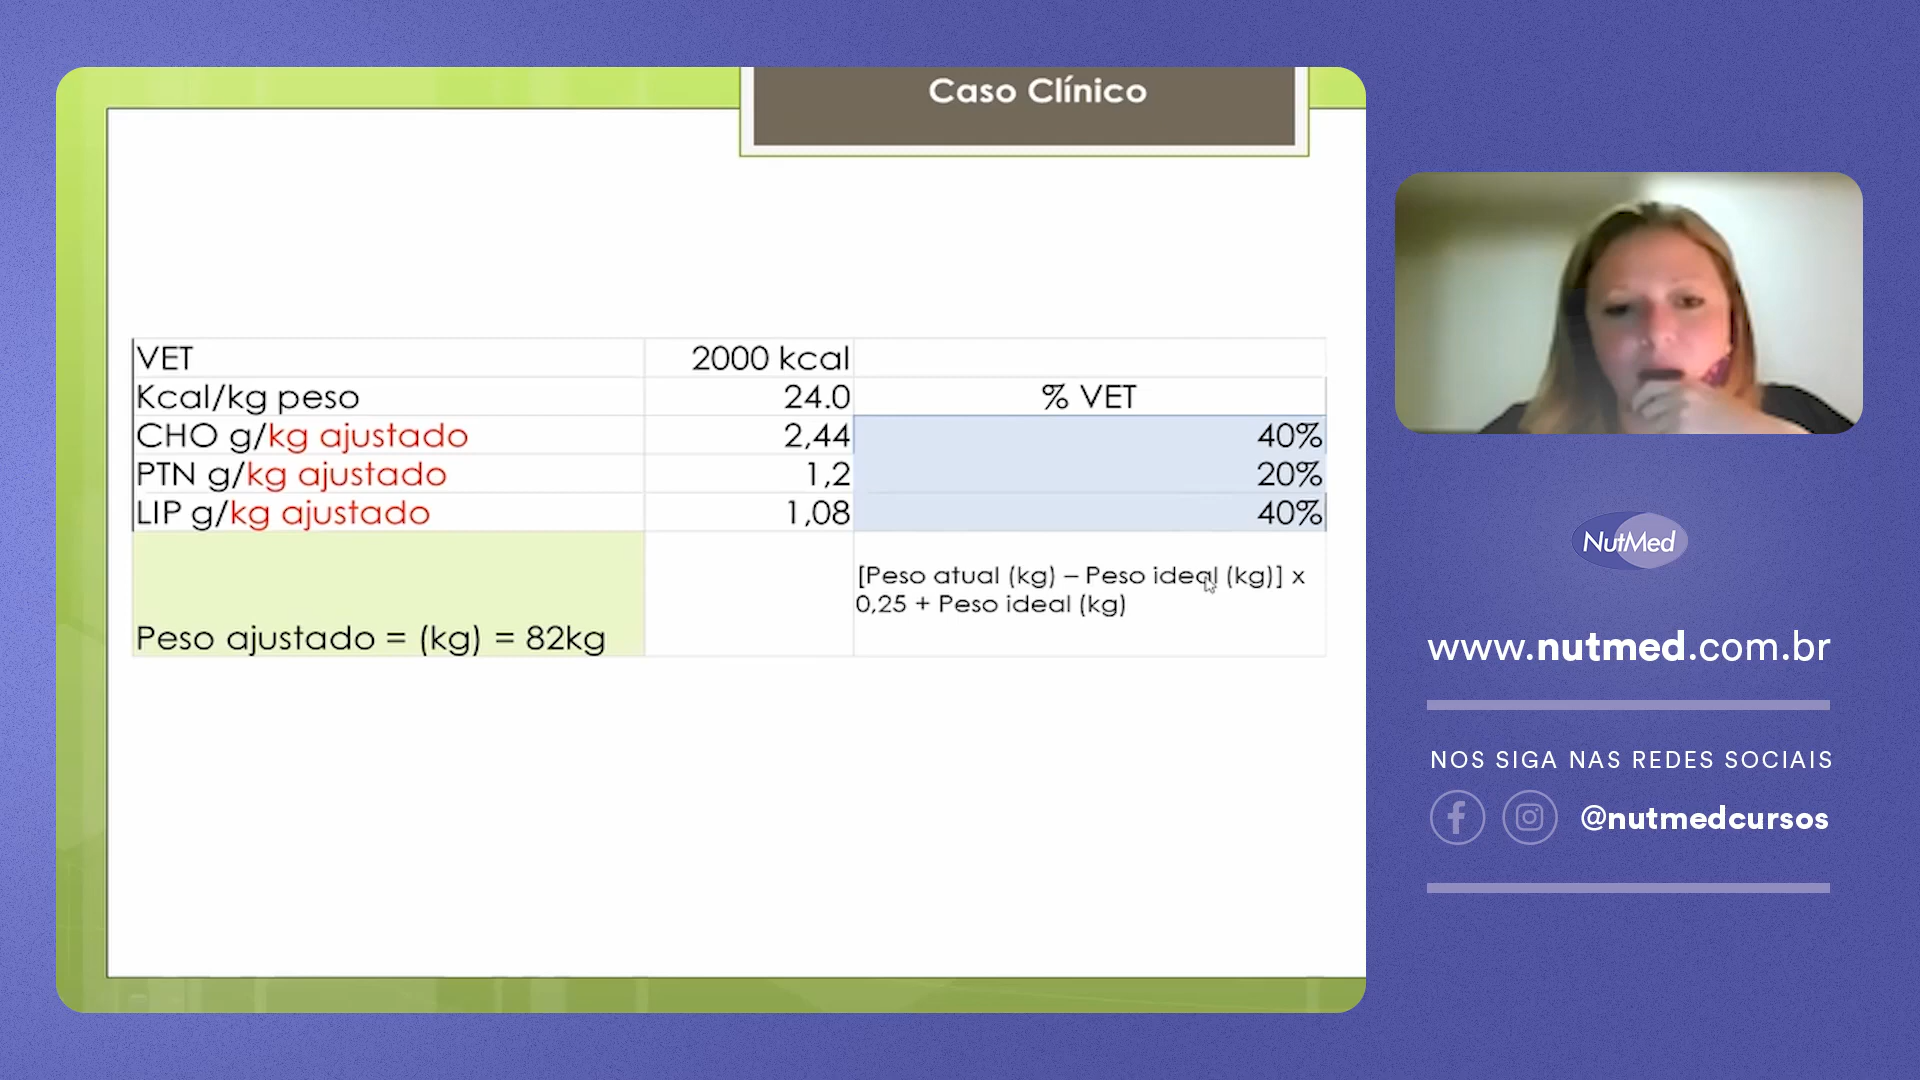 Caso Clínico
VET 2000 kcal
Kcal/kg peso 24.0 % VET
CHO g/kg ajustado 2,44 40%
PTN g/kg ajustado 1,2 20%
LIP g/kg ajustado 1,08 40%
[Peso atual (kg) – Peso ideal (kg)] x
0,25 + Peso ideal (kg)
Peso ajustado = (kg) = 82kg
NutMed
www.nutmed.com.br
NOS SIGA NAS REDES SOCIAIS
@nutmedcursos